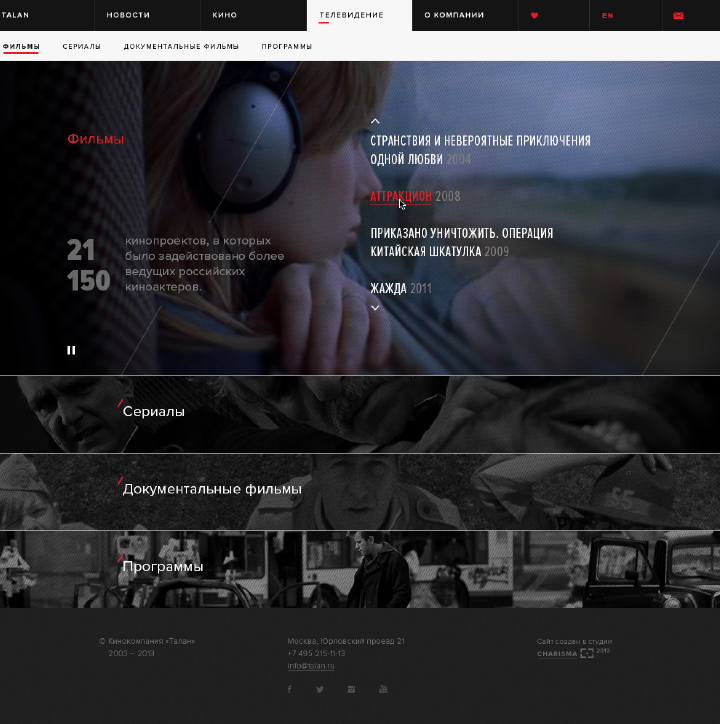 TALAN
НОВОСТИ
КИНО
ТЕЛЕВИДЕНИЕ
О КОМПАНИИ
EN
ФИЛЬМЫ
СЕРИАЛЫ
ДОКУМЕНТАЛЬНЫЕ ФИЛЬМЫ
ПРОГРАММЫ
Фильмы
21
150
кинопроектов, в которых
было задействовано более
ведущих российских
киноактеров.
СТРАНСТВИЯ И НЕВЕРОЯТНЫЕ ПРИКЛЮЧЕНИЯ
ОДНОЙ ЛЮБВИ 2004
АТТРАКЦИОН 2008
ПРИКАЗАНО УНИЧТОЖИТЬ. ОПЕРАЦИЯ
КИТАЙСКАЯ ШКАТУЛКА 2009
ЖАЖДА 2011
Сериалы
Документальные фильмы
Программы
© Кинокомпания «Талан»
2003 – 2013
Москва, Юрловский проезд 21
+7 495 215-11-13
info@talan.ru
Сайт создан в студии
CHARISMA 2013